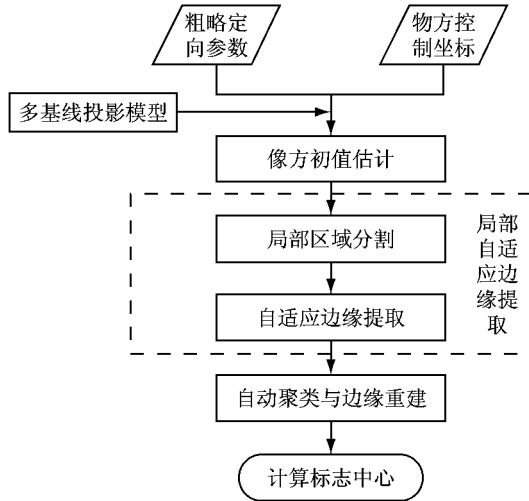 粗略定
向参数
物方控
制坐标
多基线投影模型
像方初值估计
局部区域分割
局部
自适
应边
缘提
取
自适应边缘提取
自动聚类与边缘重建
计算标志中心